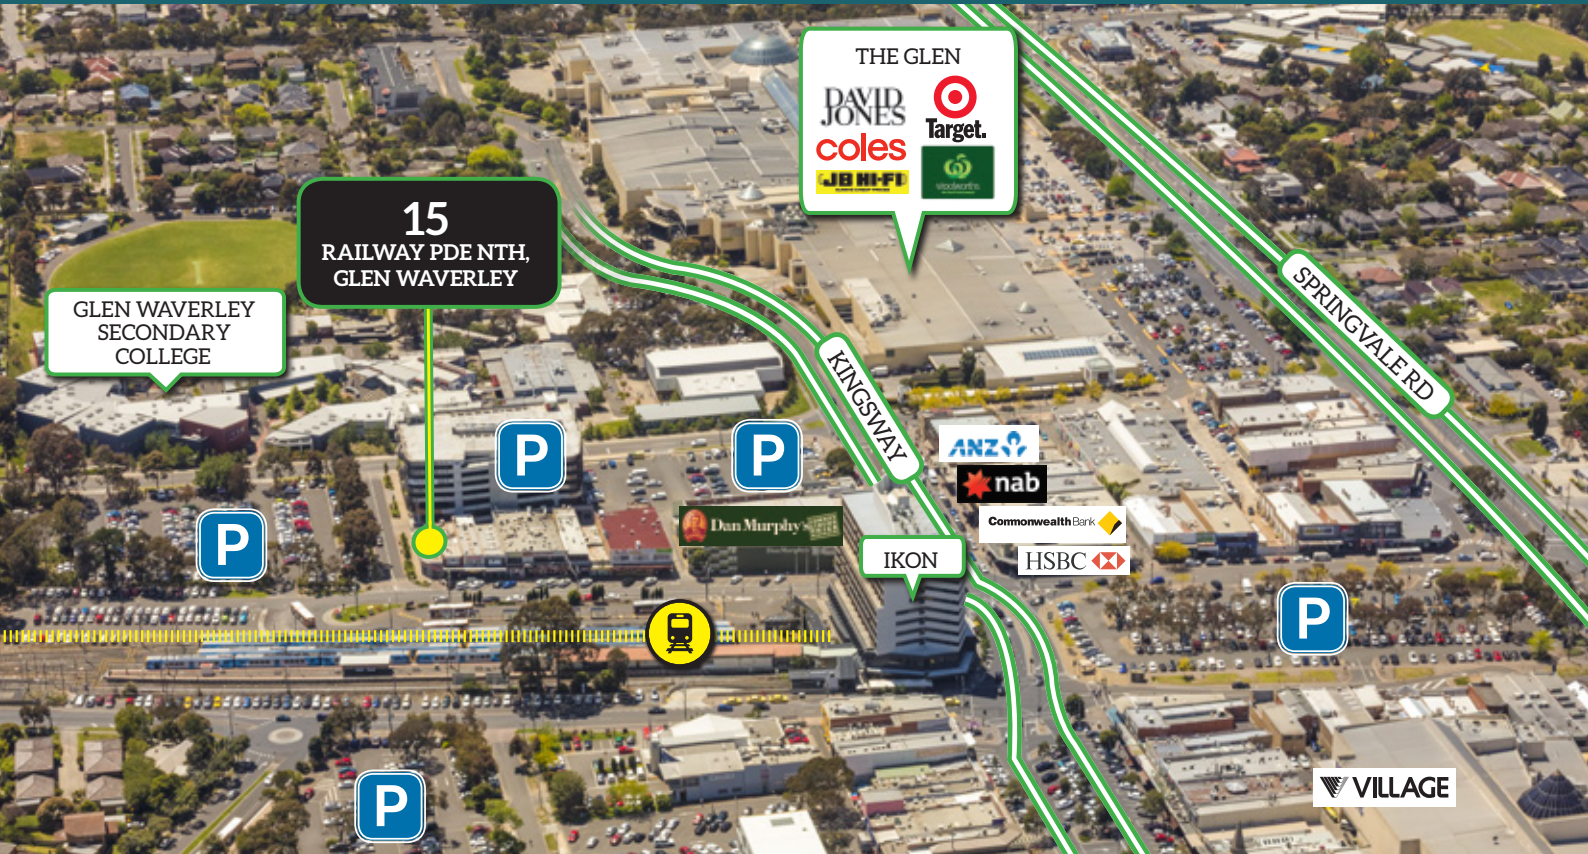 THE GLEN
DAVID
JONES
Target.
coles
JB HI-FI
woolworths
15
RAILWAY PDE NTH,
GLEN WAVERLEY
GLEN WAVERLEY
SECONDARY
COLLEGE
SPRINGVALE RD
KINGSWAY
P
P
P
P
P
ANZ
nab
CommonwealthBank
HSBC
Dan Murphy's
IKON
VILLAGE